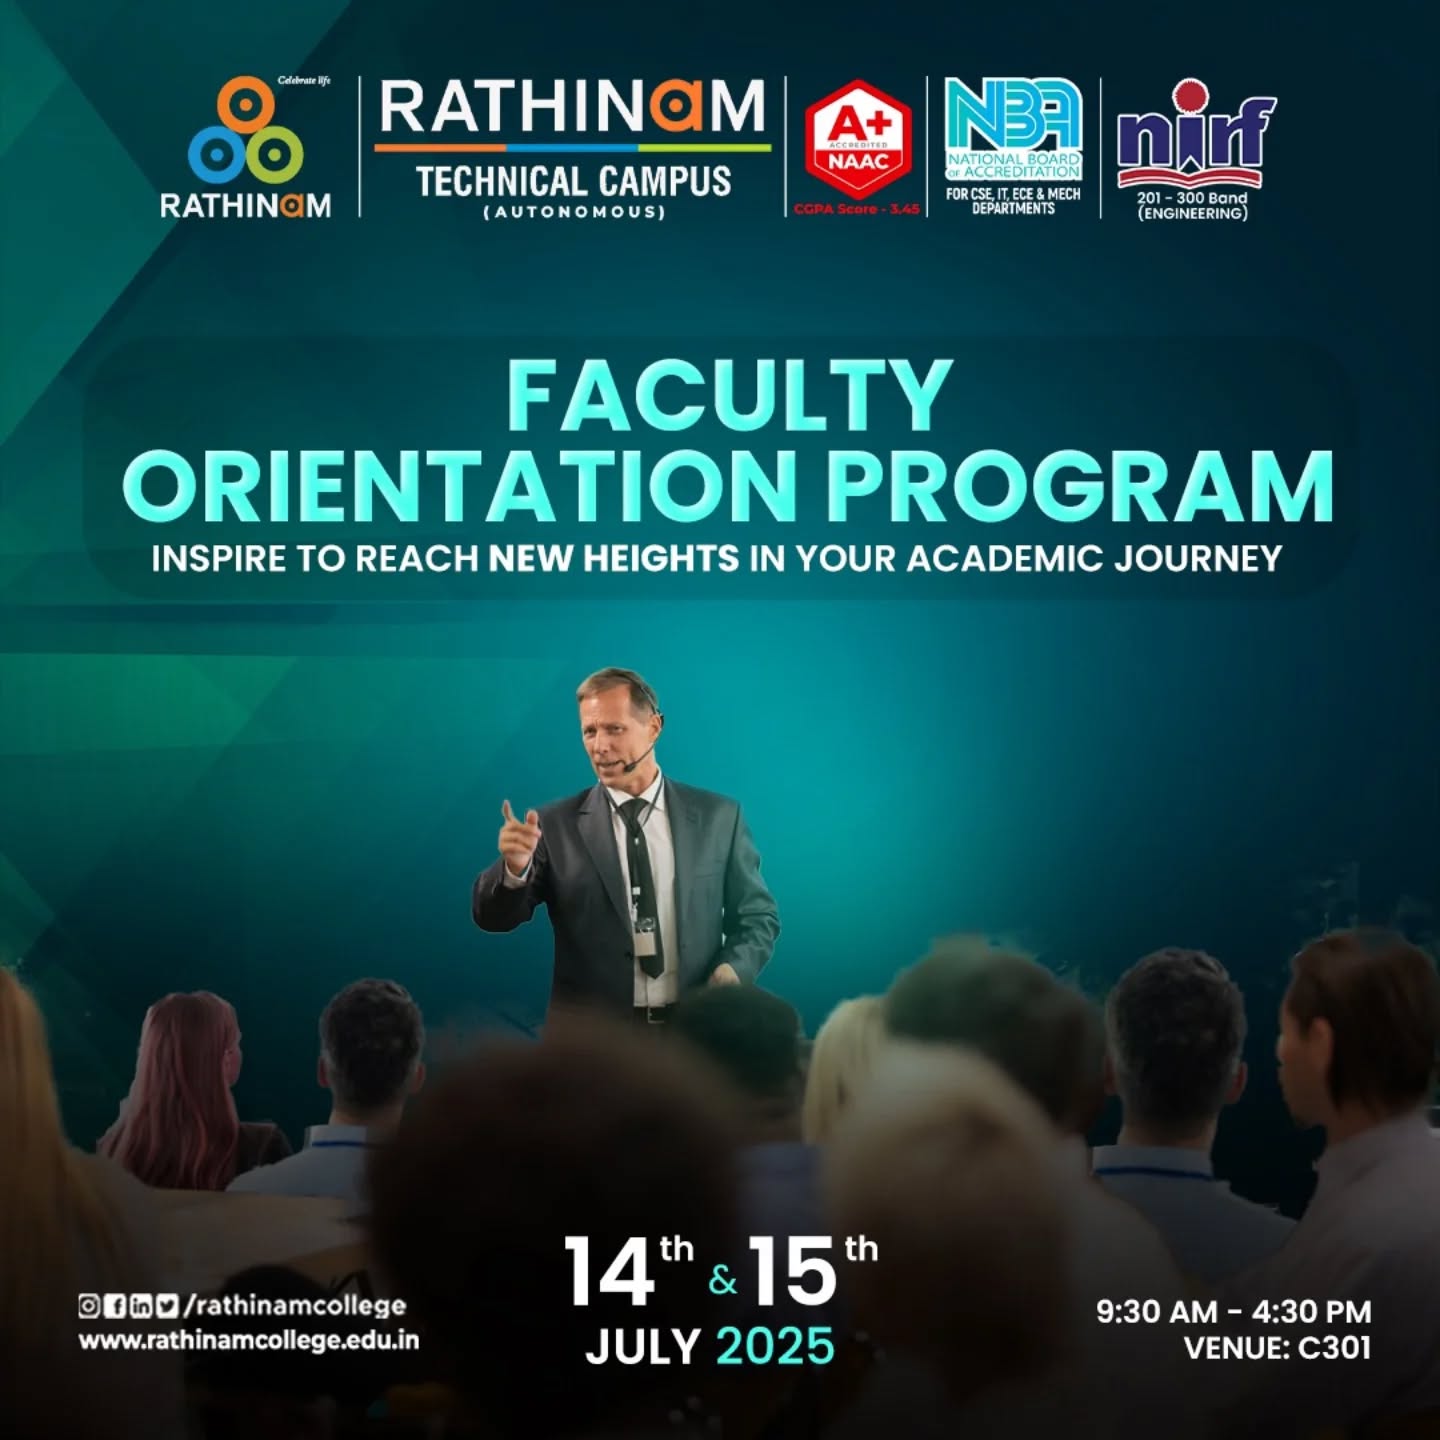 Celebrate life
RATHINAM
RATHINAM
TECHNICAL CAMPUS
(AUTONOMOUS)
A+
ACCREDITED
NAAC
CGPA Score - 3.45
NBA
NATIONAL BOARD
OF ACCREDITATION
FOR CSE, IT, ECE & MECH
DEPARTMENTS
nirf
201 - 300 Band
(ENGINEERING)
FACULTY
ORIENTATION PROGRAM
INSPIRE TO REACH NEW HEIGHTS IN YOUR ACADEMIC JOURNEY
14th & 15th
JULY 2025
/rathinamcollege
www.rathinamcollege.edu.in
9:30 AM - 4:30 PM
VENUE: C301